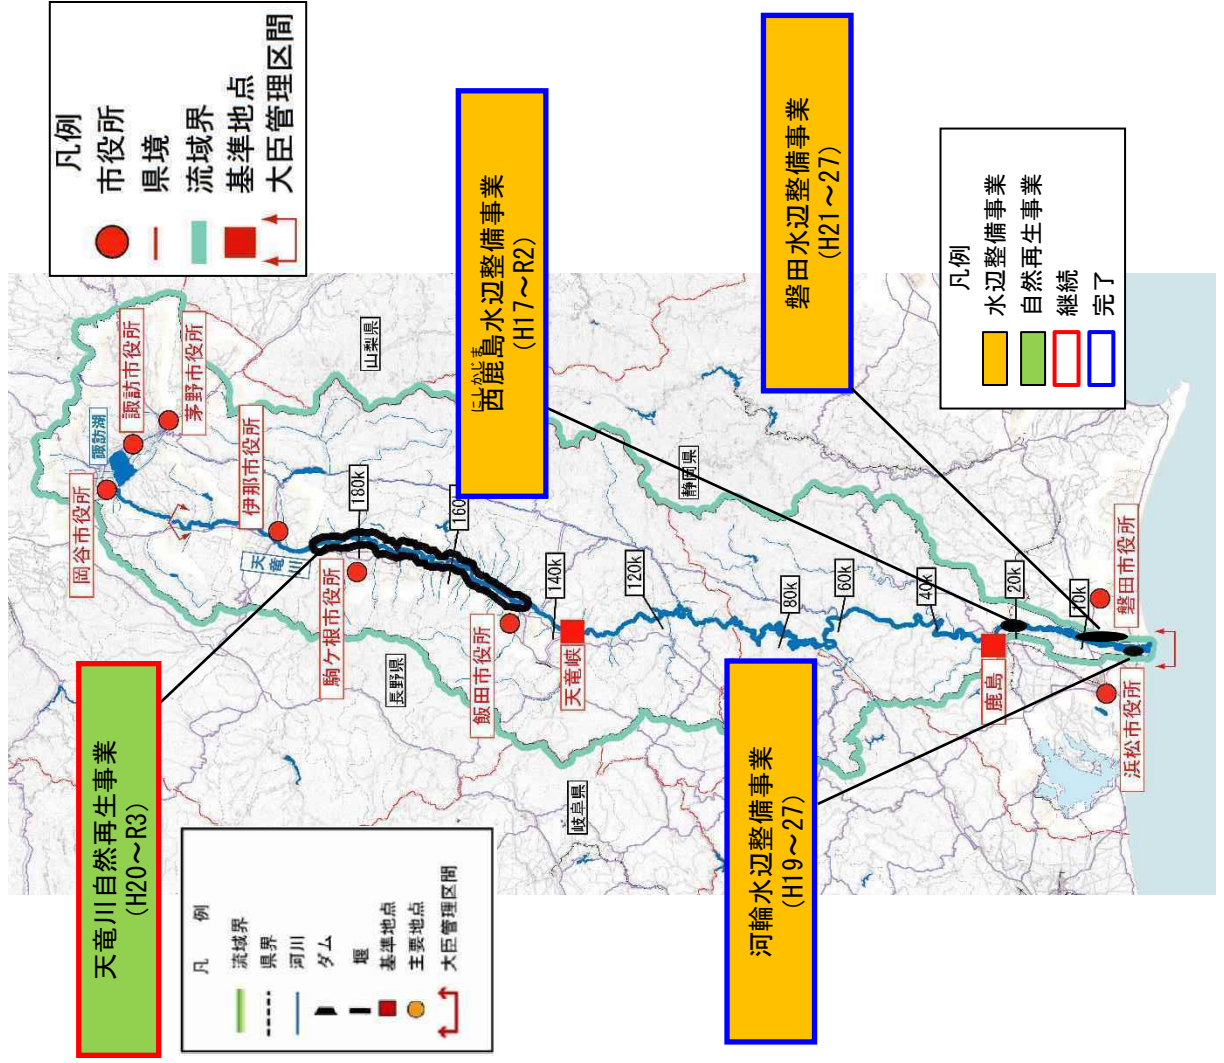 凡例
市役所
県境
流域界
基準地点
大臣管理区間
西鹿島水辺整備事業
にしかじま
(H17～R2)
磐田水辺整備事業
(H21～27)
凡例
水辺整備事業
自然再生事業
継続
完了
天竜川自然再生事業
(H20～R3)
河輪水辺整備事業
(H19～27)
凡 例
流域界
県界
河川
ダム
堰
基準地点
主要地点
大臣管理区間
岡谷市役所
諏訪湖
諏訪市役所
茅野市役所
伊那市役所
天竜川
駒ケ根市役所
飯田市役所
天竜峡
鹿島
浜松市役所
磐田市役所
山梨県
長野県
静岡県
岐阜県
180k
160
140k
120k
80k
60k
40k
20k
10k